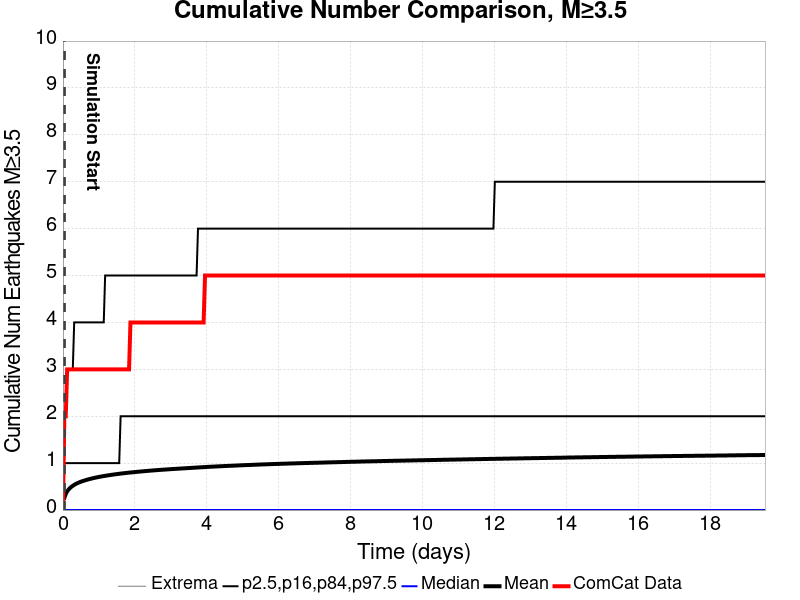 Cumulative Number Comparison, M≥3.5
Cumulative Num Earthquakes M≥3.5
10
9
8
7
6
5
4
3
2
1
0
Simulation Start
0 2 4 6 8 10 12 14 16 18
Time (days)
Extrema p2.5,p16,p84,p97.5 Median Mean ComCat Data